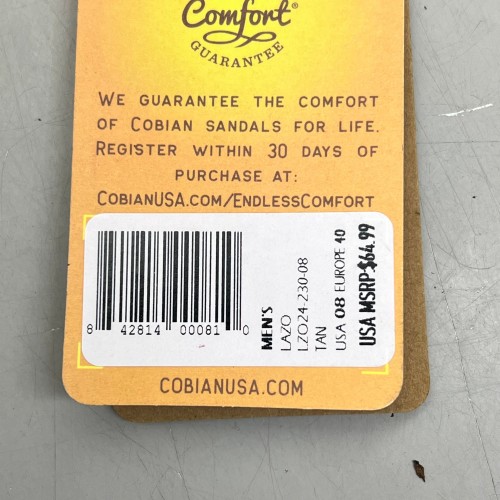 Comfort®
GUARANTEE
WE GUARANTEE THE COMFORT
OF COBIAN SANDALS FOR LIFE.
REGISTER WITHIN 30 DAYS OF
PURCHASE AT:
COBIANUSA.COM/ENDLESSCOMFORT
8 42814 00081 0
MEN'S
LAZO
LZO24-230-08
TAN
USA 08 EUROPE 40
USA MSRP:$64.99
COBIANUSA.COM